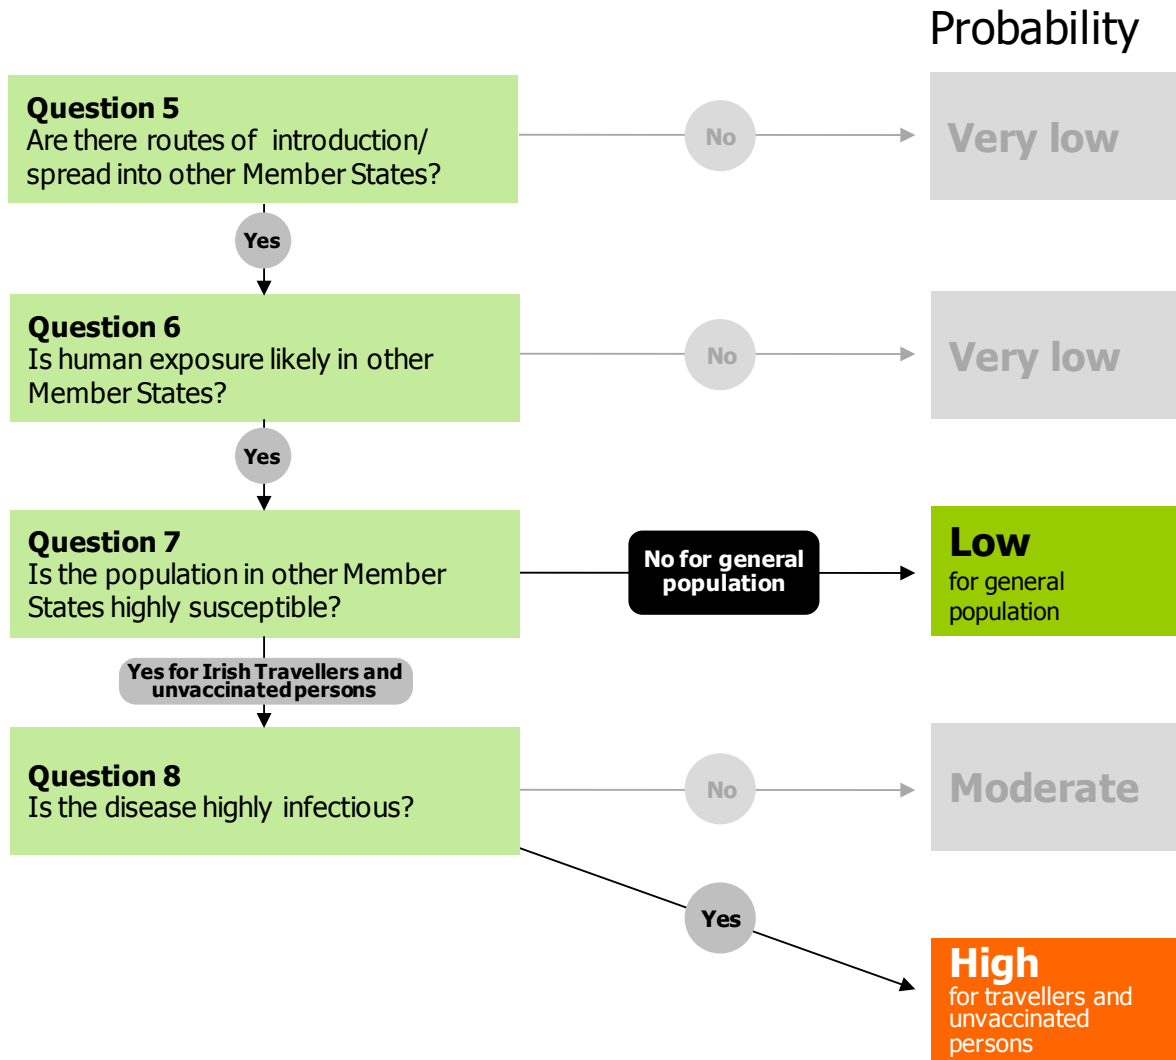 Probability
Question 5
Are there routes of introduction/
spread into other Member States?
No
Very low
Yes
Question 6
Is human exposure likely in other
Member States?
No
Very low
Yes
Question 7
Is the population in other Member
States highly susceptible?
No for general
population
Low
for general
population
Yes for Irish Travellers and
unvaccinated persons
Question 8
Is the disease highly infectious?
No
Moderate
Yes
High
for travellers and
unvaccinated
persons